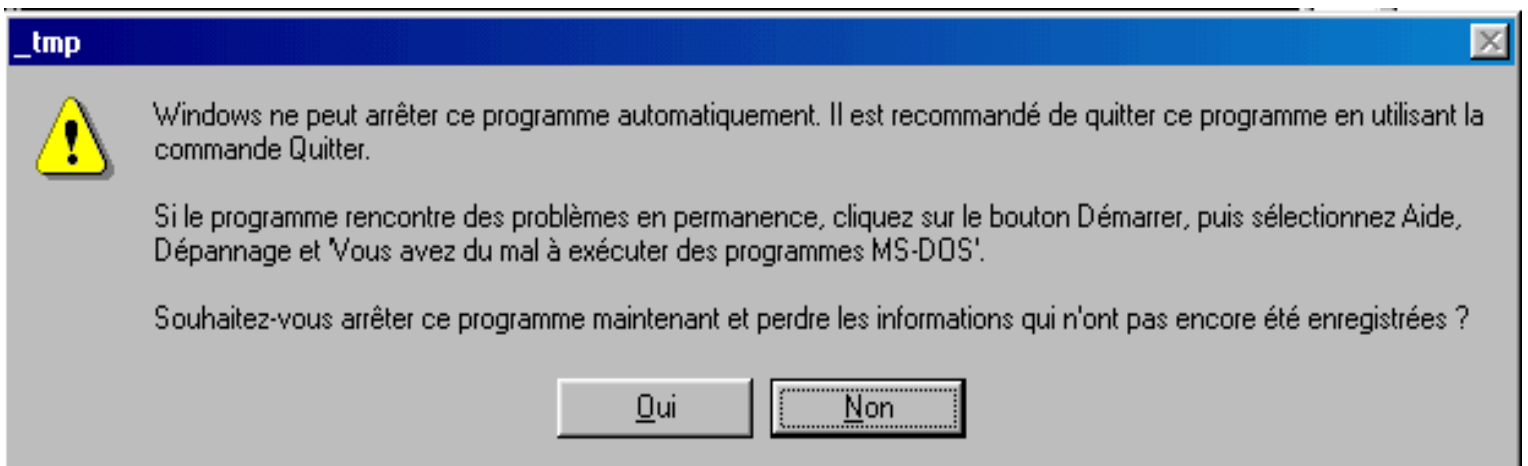 _tmp
Windows ne peut arrêter ce programme automatiquement. Il est recommandé de quitter ce programme en utilisant la
commande Quitter.
Si le programme rencontre des problèmes en permanence, cliquez sur le bouton Démarrer, puis sélectionnez Aide,
Dépannage et 'Vous avez du mal à exécuter des programmes MS-DOS'.
Souhaitez-vous arrêter ce programme maintenant et perdre les informations qui n'ont pas encore été enregistrées ?
Oui
Non